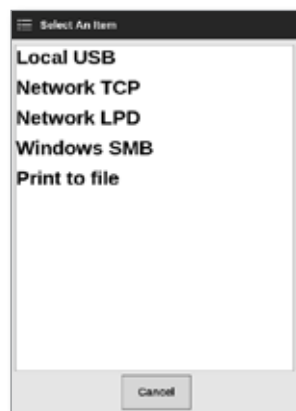 Select An Item
Local USB
Network TCP
Network LPD
Windows SMB
Print to file
Cancel